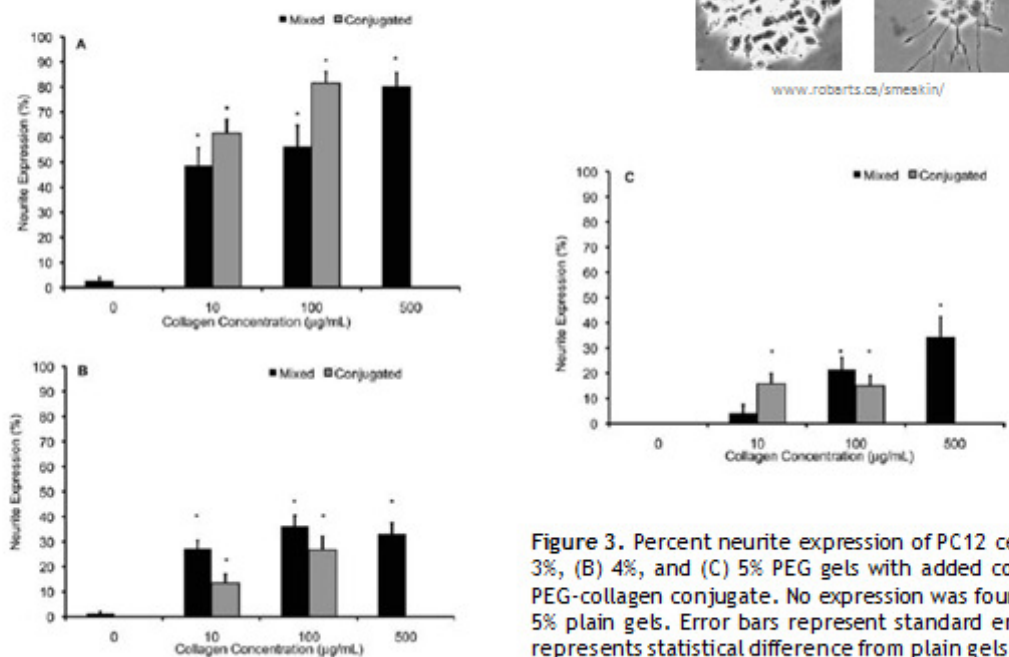 Mixed Conjugated
A
100
90
80
70
60
50
40
30
20
10
0
Neurite Expression (%)
0 10 100 500
Collagen Concentration (µg/mL)
Mixed Conjugated
B
100
90
80
70
60
50
40
30
20
10
0
Neurite Expression (%)
0 10 100 500
Collagen Concentration (µg/mL)
www.robarts.ca/smeakin/
Mixed Conjugated
C
100
90
80
70
60
50
40
30
20
10
0
Neurite Expression (%)
0 10 100 500
Collagen Concentration (µg/mL)
Figure 3. Percent neurite expression of PC12 ce
3%, (B) 4%, and (C) 5% PEG gels with added co
PEG-collagen conjugate. No expression was four
5% plain gels. Error bars represent standard er
represents statistical difference from plain gels